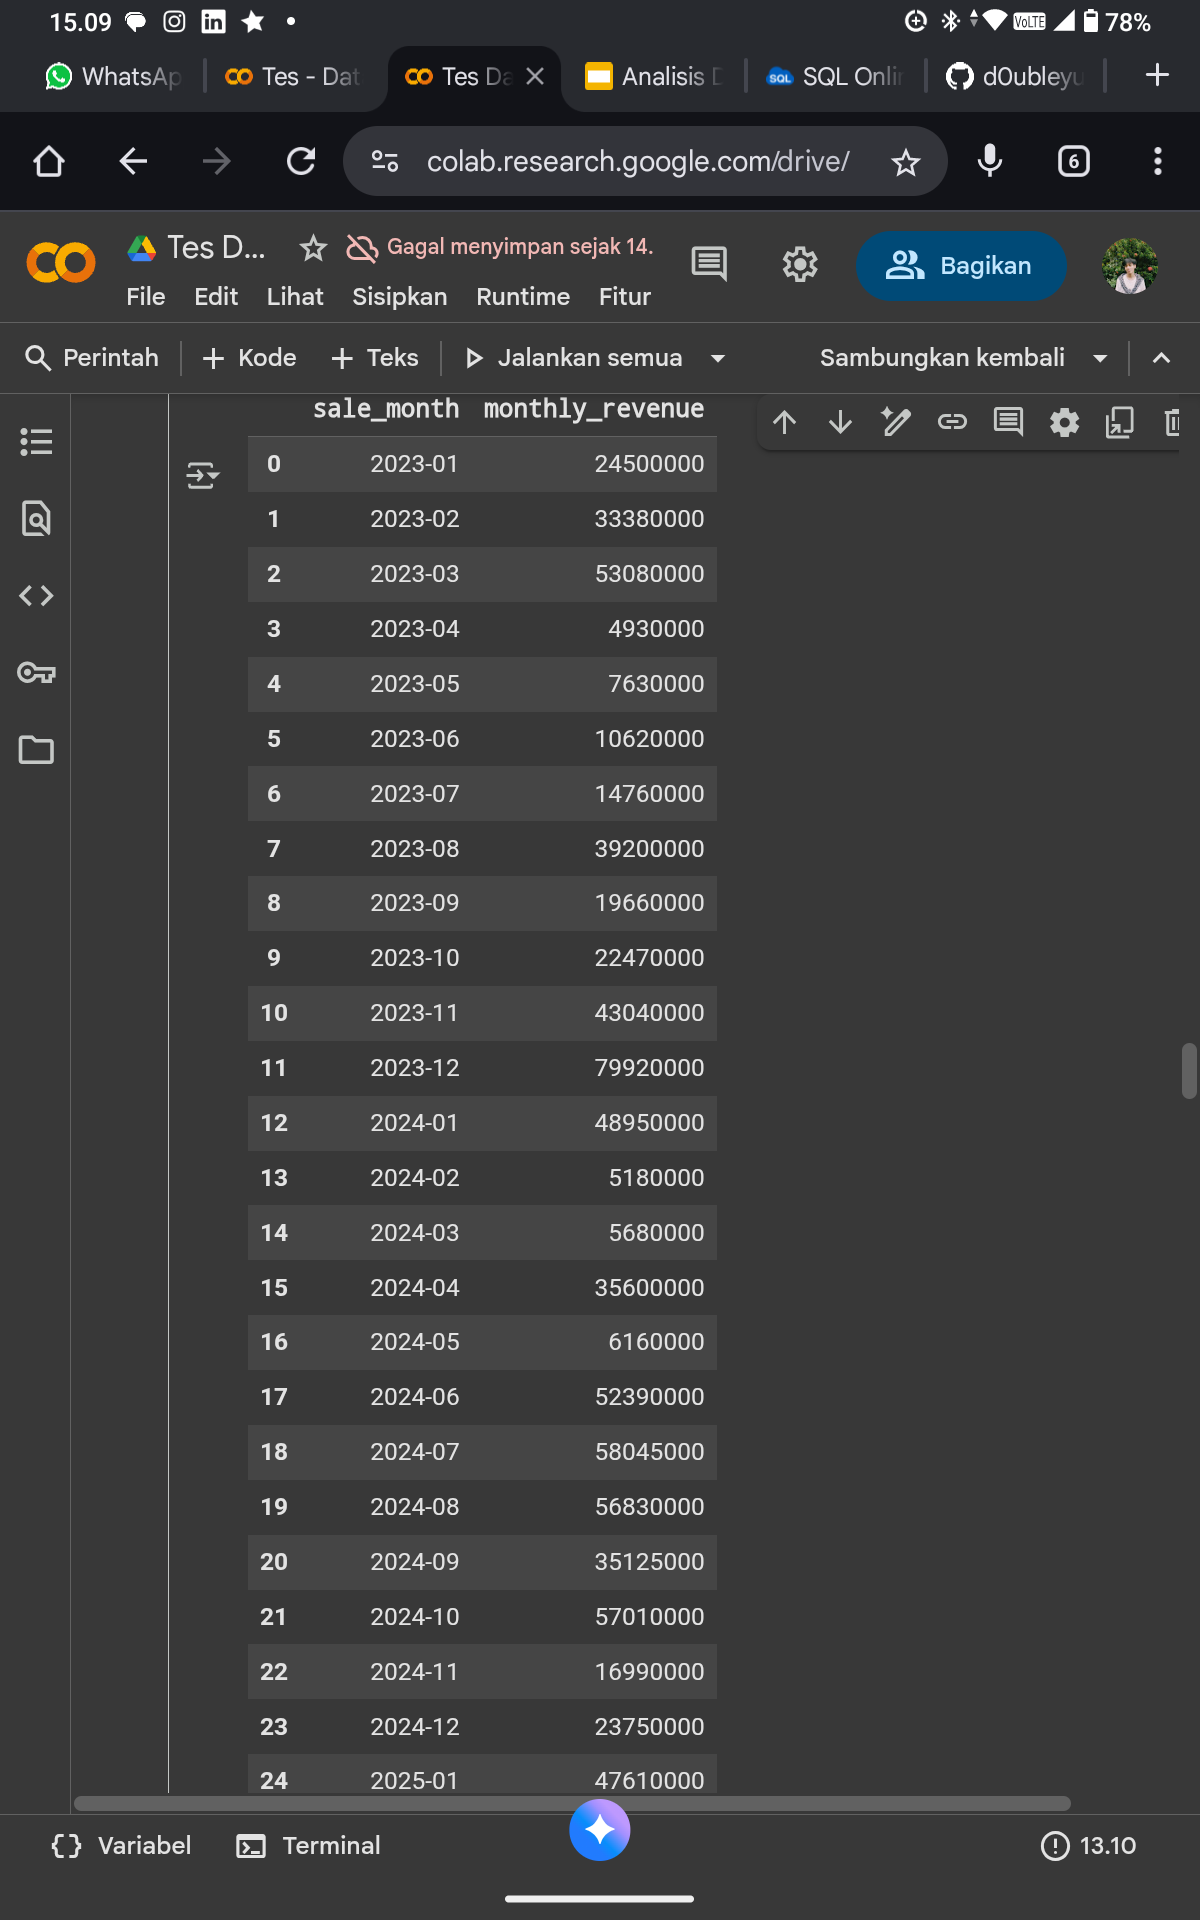 15.09 VoLTE 78%
WhatsAp Tes - Dat Tes Da Analisis D SQL SQL Onlin d0ubleyu
colab.research.google.com/drive/ 6
Tes D... Gagal menyimpan sejak 14. Bagikan
File Edit Lihat Sisipkan Runtime Fitur
Perintah + Kode + Teks Jalankan semua Sambungkan kembali
sale_month monthly_revenue
0 2023-01 24500000
1 2023-02 33380000
2 2023-03 53080000
3 2023-04 4930000
4 2023-05 7630000
5 2023-06 10620000
6 2023-07 14760000
7 2023-08 39200000
8 2023-09 19660000
9 2023-10 22470000
10 2023-11 43040000
11 2023-12 79920000
12 2024-01 48950000
13 2024-02 5180000
14 2024-03 5680000
15 2024-04 35600000
16 2024-05 6160000
17 2024-06 52390000
18 2024-07 58045000
19 2024-08 56830000
20 2024-09 35125000
21 2024-10 57010000
22 2024-11 16990000
23 2024-12 23750000
24 2025-01 47610000
Variabel Terminal 13.10